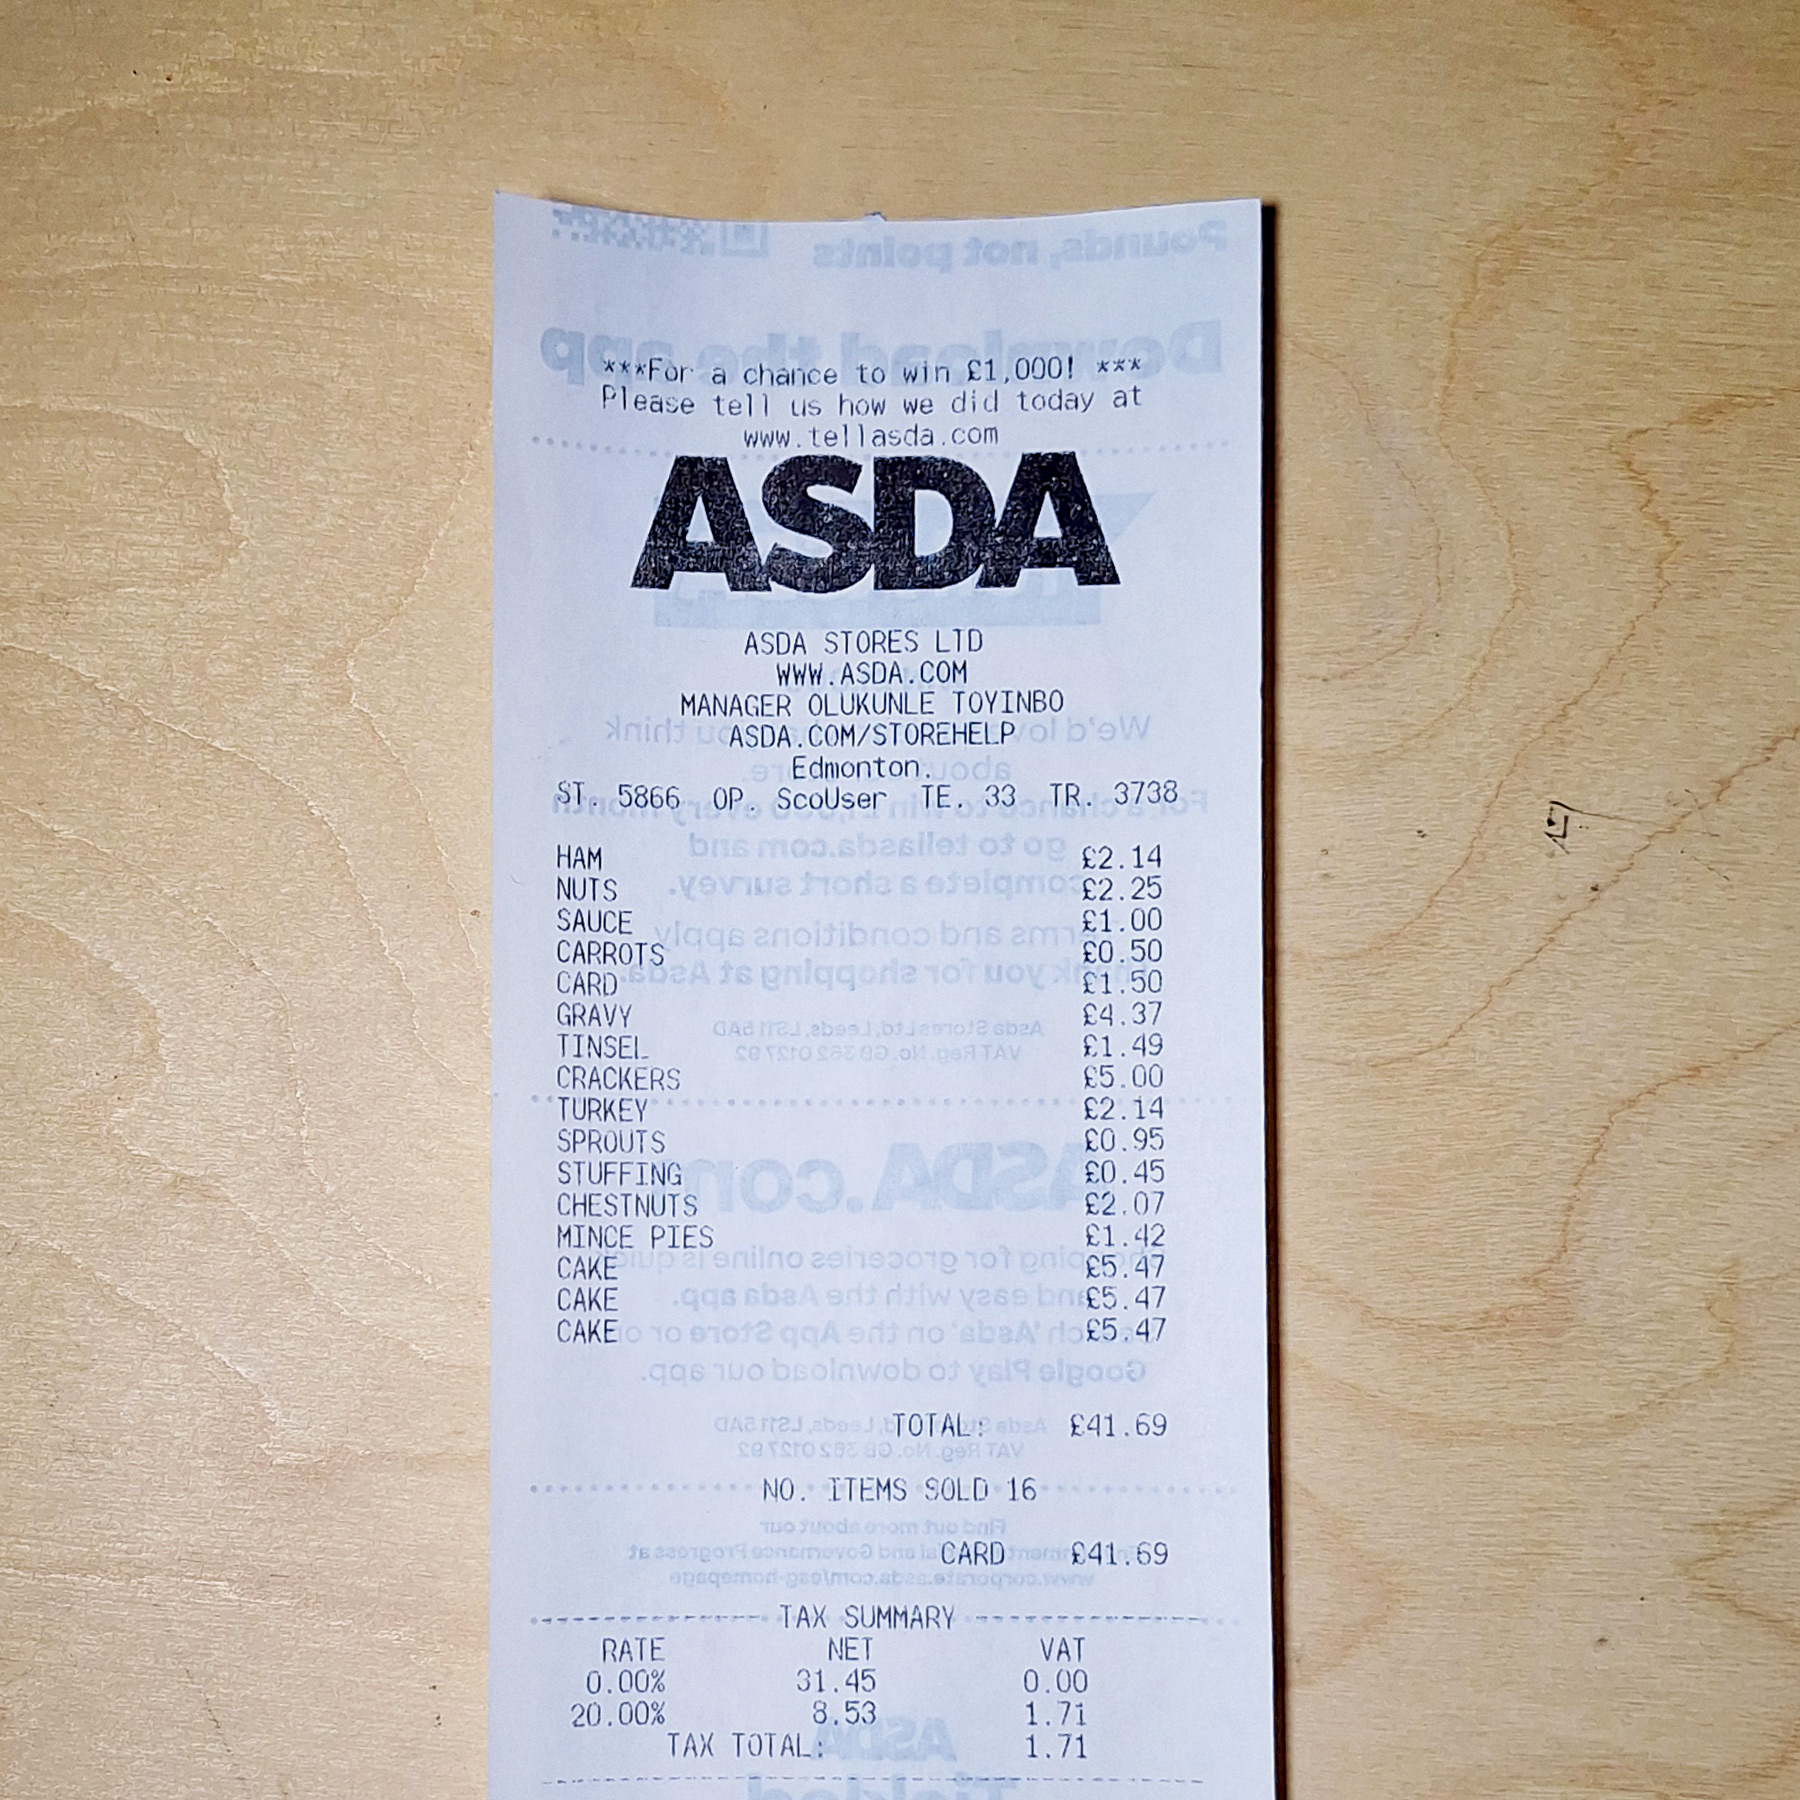 ***For a chance to win £1,000! ***
Please tell us how we did today at
www.tellasda.com
ASDA
ASDA STORES LTD
WWW.ASDA.COM
MANAGER OLUKUNLE TOYINBO
ASDA.COM/STOREHELP
Edmonton.
ST. 5866 OP. ScoUser TE. 33 TR. 3738
HAM £2.14
NUTS £2.25
SAUCE £1.00
CARROTS £0.50
CARD £1.50
GRAVY £4.37
TINSEL £1.49
CRACKERS £5.00
TURKEY £2.14
SPROUTS £0.95
STUFFING £0.45
CHESTNUTS £2.07
MINCE PIES £1.42
CAKE £5.47
CAKE £5.47
CAKE £5.47
TOTAL: £41.69
NO. ITEMS SOLD 16
CARD £41.69
---------------- TAX SUMMARY ----------------
RATE NET VAT
0.00% 31.45 0.00
20.00% 8.53 1.71
TAX TOTAL: 1.71